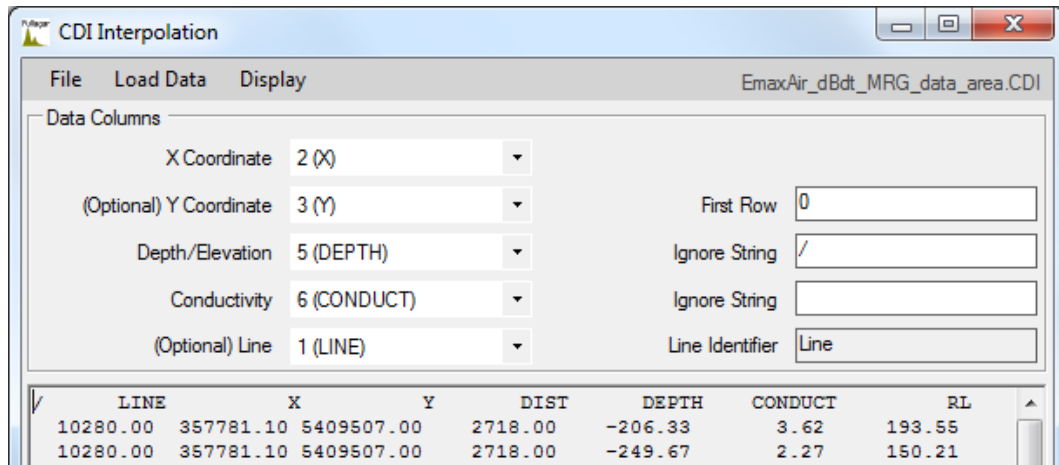 CDI Interpolation
File Load Data Display EmaxAir_dBdt_MRG_data_area.CDI
Data Columns
X Coordinate 2 (X)
(Optional) Y Coordinate 3 (Y) First Row 0
Depth/Elevation 5 (DEPTH) Ignore String /
Conductivity 6 (CONDUCT) Ignore String
(Optional) Line 1 (LINE) Line Identifier Line
/ LINE X Y DIST DEPTH CONDUCT RL
10280.00 357781.10 5409507.00 2718.00 -206.33 3.62 193.55
10280.00 357781.10 5409507.00 2718.00 -249.67 2.27 150.21